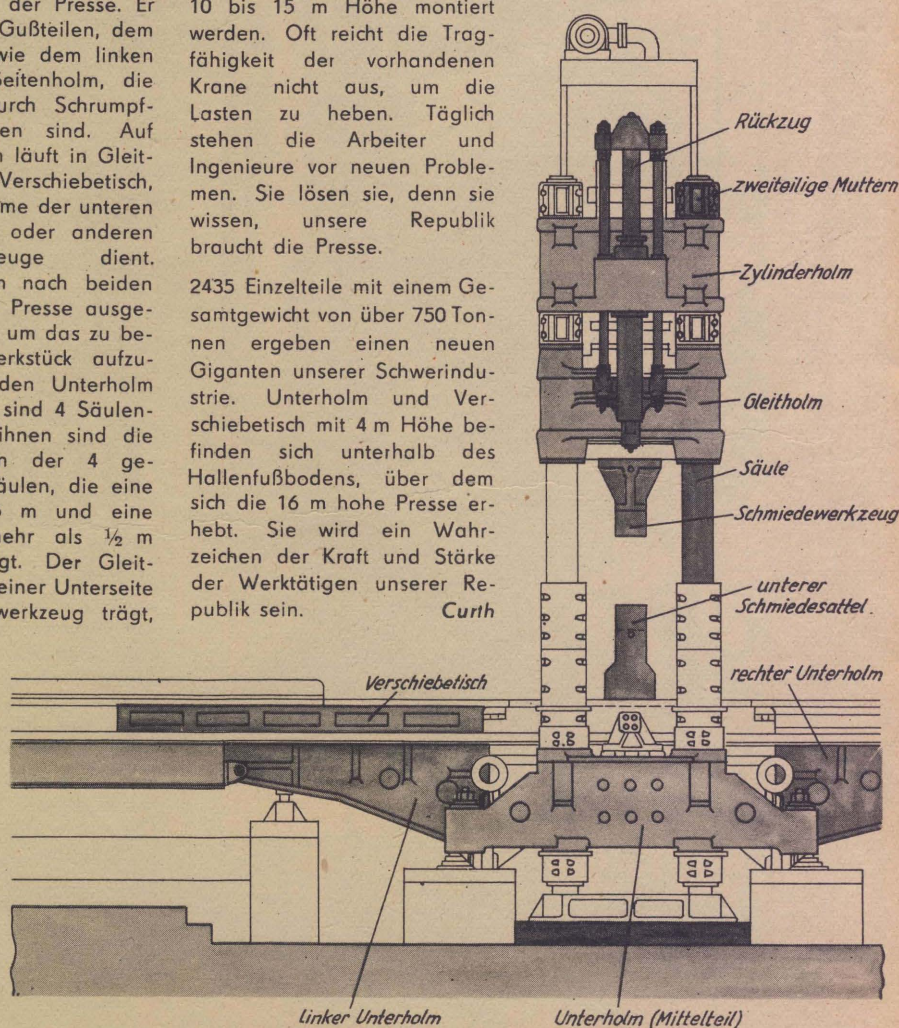 der Presse. Er
Gußteilen, dem
wie dem linken
Seitenholm, die
urch Schrumpf-
en sind. Auf
n läuft in Gleit-
Verschiebetisch,
me der unteren
oder anderen
euge dient.
n nach beiden
Presse ausge-
um das zu be-
erkstück aufzu-
den Unterholm
sind 4 Säulen-
ihnen sind die
n der 4 ge-
äulen, die eine
m und eine
mehr als ½ m
gt. Der Gleit-
einer Unterseite
werkzeug trägt,
10 bis 15 m Höhe montiert
werden. Oft reicht die Trag-
fähigkeit der vorhandenen
Krane nicht aus, um die
Lasten zu heben. Täglich
stehen die Arbeiter und
Ingenieure vor neuen Proble-
men. Sie lösen sie, denn sie
wissen, unsere Republik
braucht die Presse.
2435 Einzelteile mit einem Ge-
samtgewicht von über 750 Ton-
nen ergeben einen neuen
Giganten unserer Schwerindu-
strie. Unterholm und Ver-
schiebetisch mit 4 m Höhe be-
finden sich unterhalb des
Hallenfußbodens, über dem
sich die 16 m hohe Presse er-
hebt. Sie wird ein Wahr-
zeichen der Kraft und Stärke
der Werktätigen unserer Re-
publik sein. Curth
Rückzug
zweiteilige Muttern
Zylinderholm
Gleitholm
Säule
Schmiedewerkzeug
unterer
Schmiedesattel
rechter Unterholm
Verschiebetisch
linker Unterholm
Unterholm (Mittelteil)